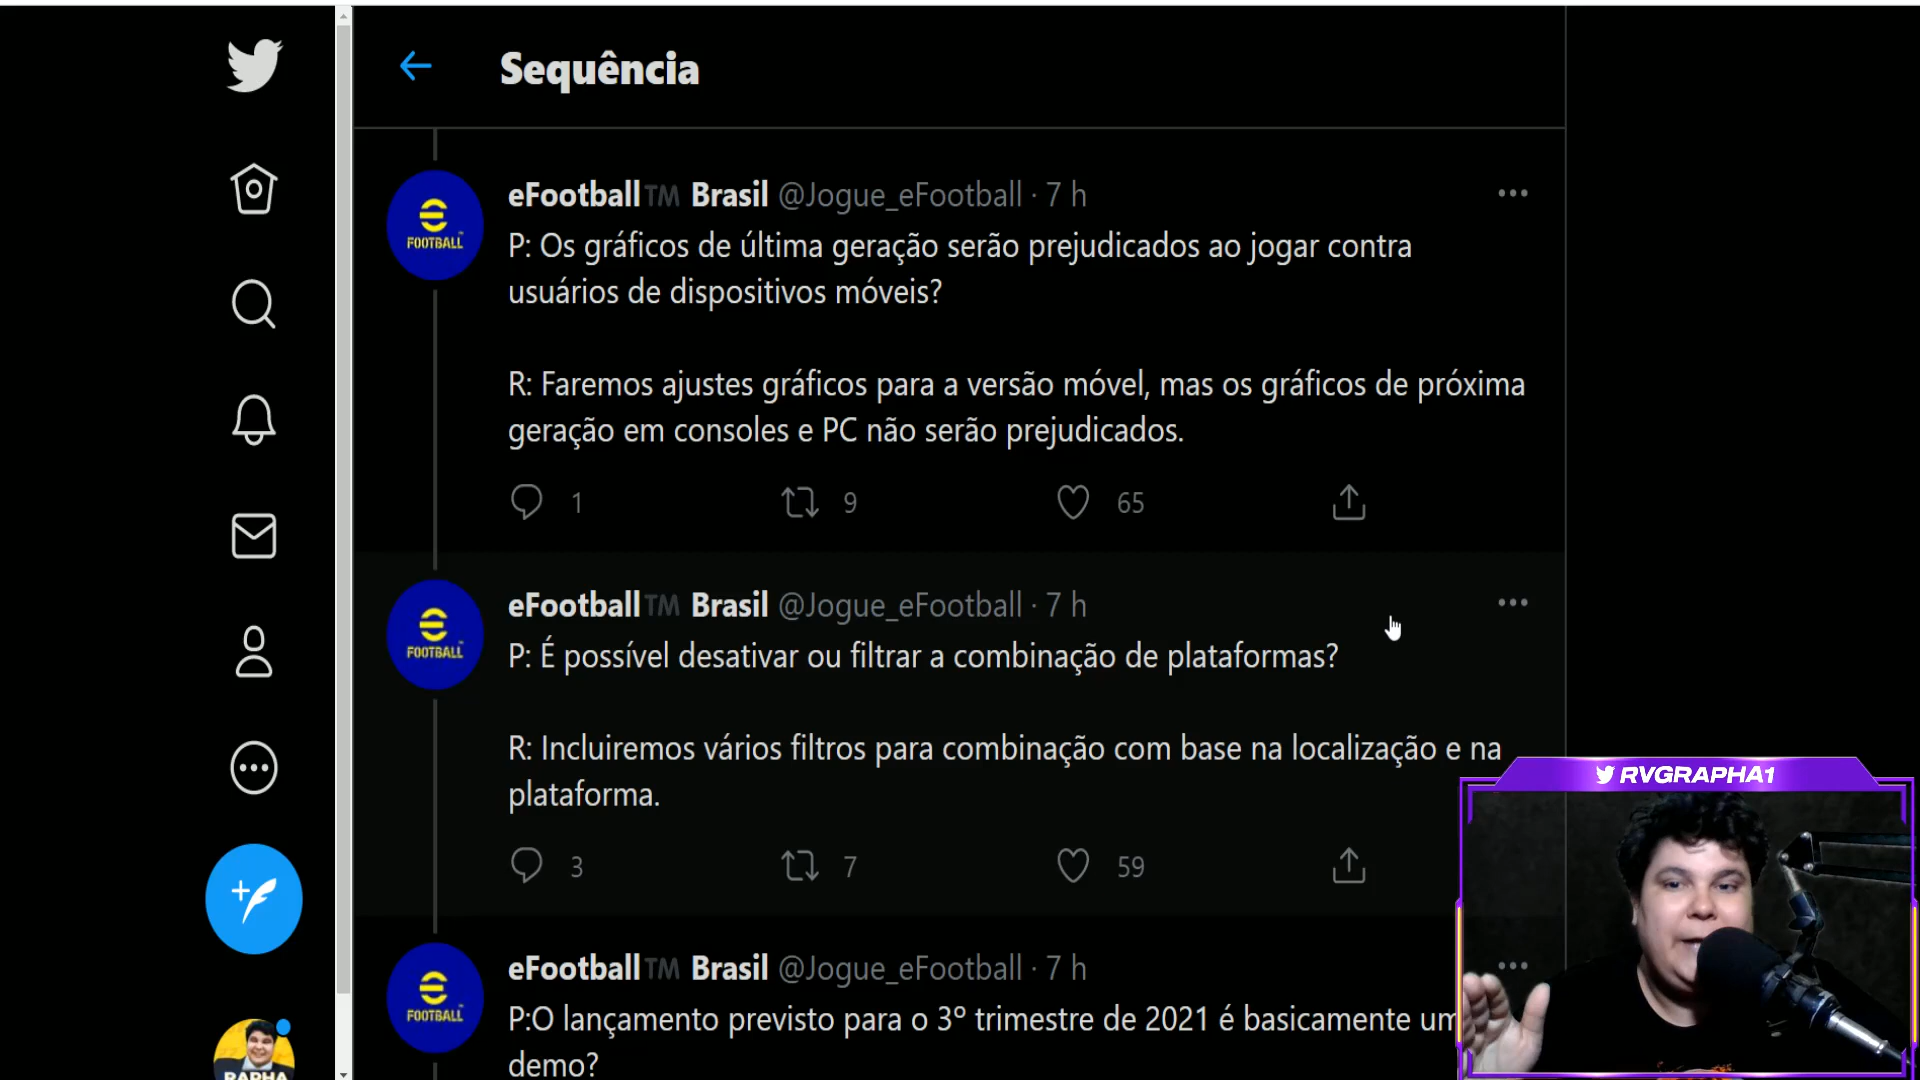 Sequência
eFootball™ Brasil @Jogue_eFootball · 7 h
P: Os gráficos de última geração serão prejudicados ao jogar contra
usuários de dispositivos móveis?
R: Faremos ajustes gráficos para a versão móvel, mas os gráficos de próxima
geração em consoles e PC não serão prejudicados.
1 9 65
FOOTBALL
eFootball™ Brasil @Jogue_eFootball · 7 h
P: É possível desativar ou filtrar a combinação de plataformas?
R: Incluiremos vários filtros para combinação com base na localização e na
plataforma.
3 7 59
FOOTBALL
RVGRAPHA1
eFootball™ Brasil @Jogue_eFootball · 7 h
P:O lançamento previsto para o 3º trimestre de 2021 é basicamente um
demo?
FOOTBALL
RAPHA